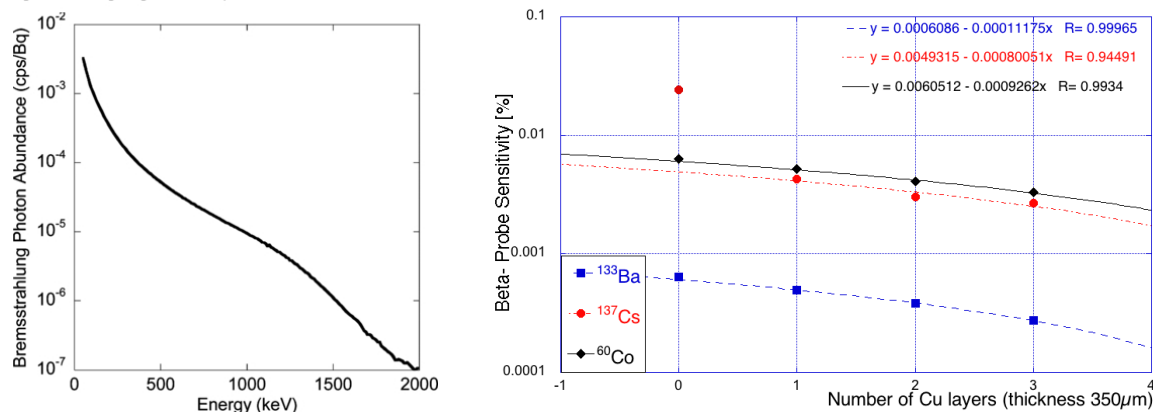 10⁻²
10⁻³
10⁻⁴
10⁻⁵
10⁻⁶
10⁻⁷
Bremsstrahlung Photon Abundance (cps/Bq)
0 500 1000 1500 2000
Energy (keV)
0.1
0.01
0.001
0.0001
Beta- Probe Sensitivity [%]
y = 0.0006086 - 0.00011175x R= 0.99965
y = 0.0049315 - 0.00080051x R= 0.94491
y = 0.0060512 - 0.0009262x R= 0.9934
¹³³Ba
¹³⁷Cs
⁶⁰Co
-1 0 1 2 3 4
Number of Cu layers (thickness 350µm)